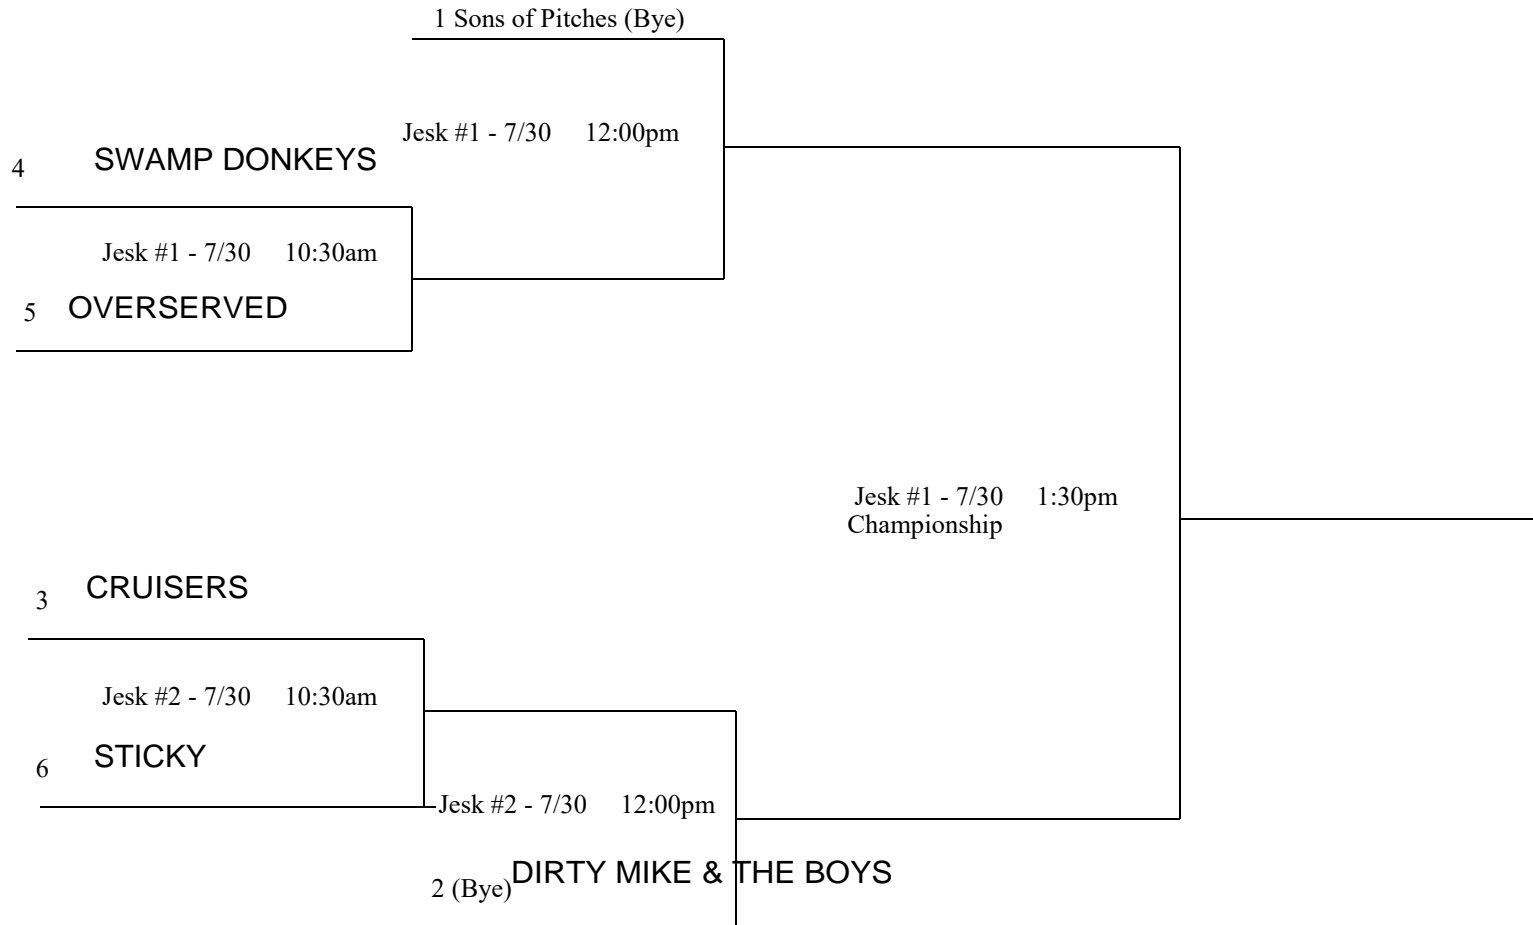 1 Sons of Pitches (Bye)
Jesk #1 - 7/30 12:00pm
4 SWAMP DONKEYS
Jesk #1 - 7/30 10:30am
5 OVERSERVED
Jesk #1 - 7/30 1:30pm
Championship
3 CRUISERS
Jesk #2 - 7/30 10:30am
6 STICKY
Jesk #2 - 7/30 12:00pm
2 (Bye) DIRTY MIKE & THE BOYS